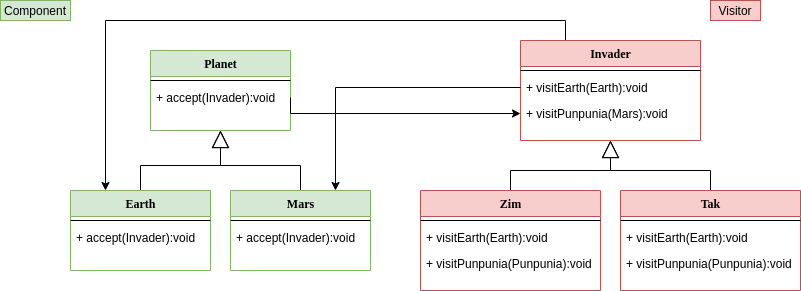 Component
Visitor
Planet
+ accept(Invader):void
Invader
+ visitEarth(Earth):void
+ visitPunpunia(Mars):void
Earth
+ accept(Invader):void
Mars
+ accept(Invader):void
Zim
+ visitEarth(Earth):void
+ visitPunpunia(Punpunia):void
Tak
+ visitEarth(Earth):void
+ visitPunpunia(Punpunia):void